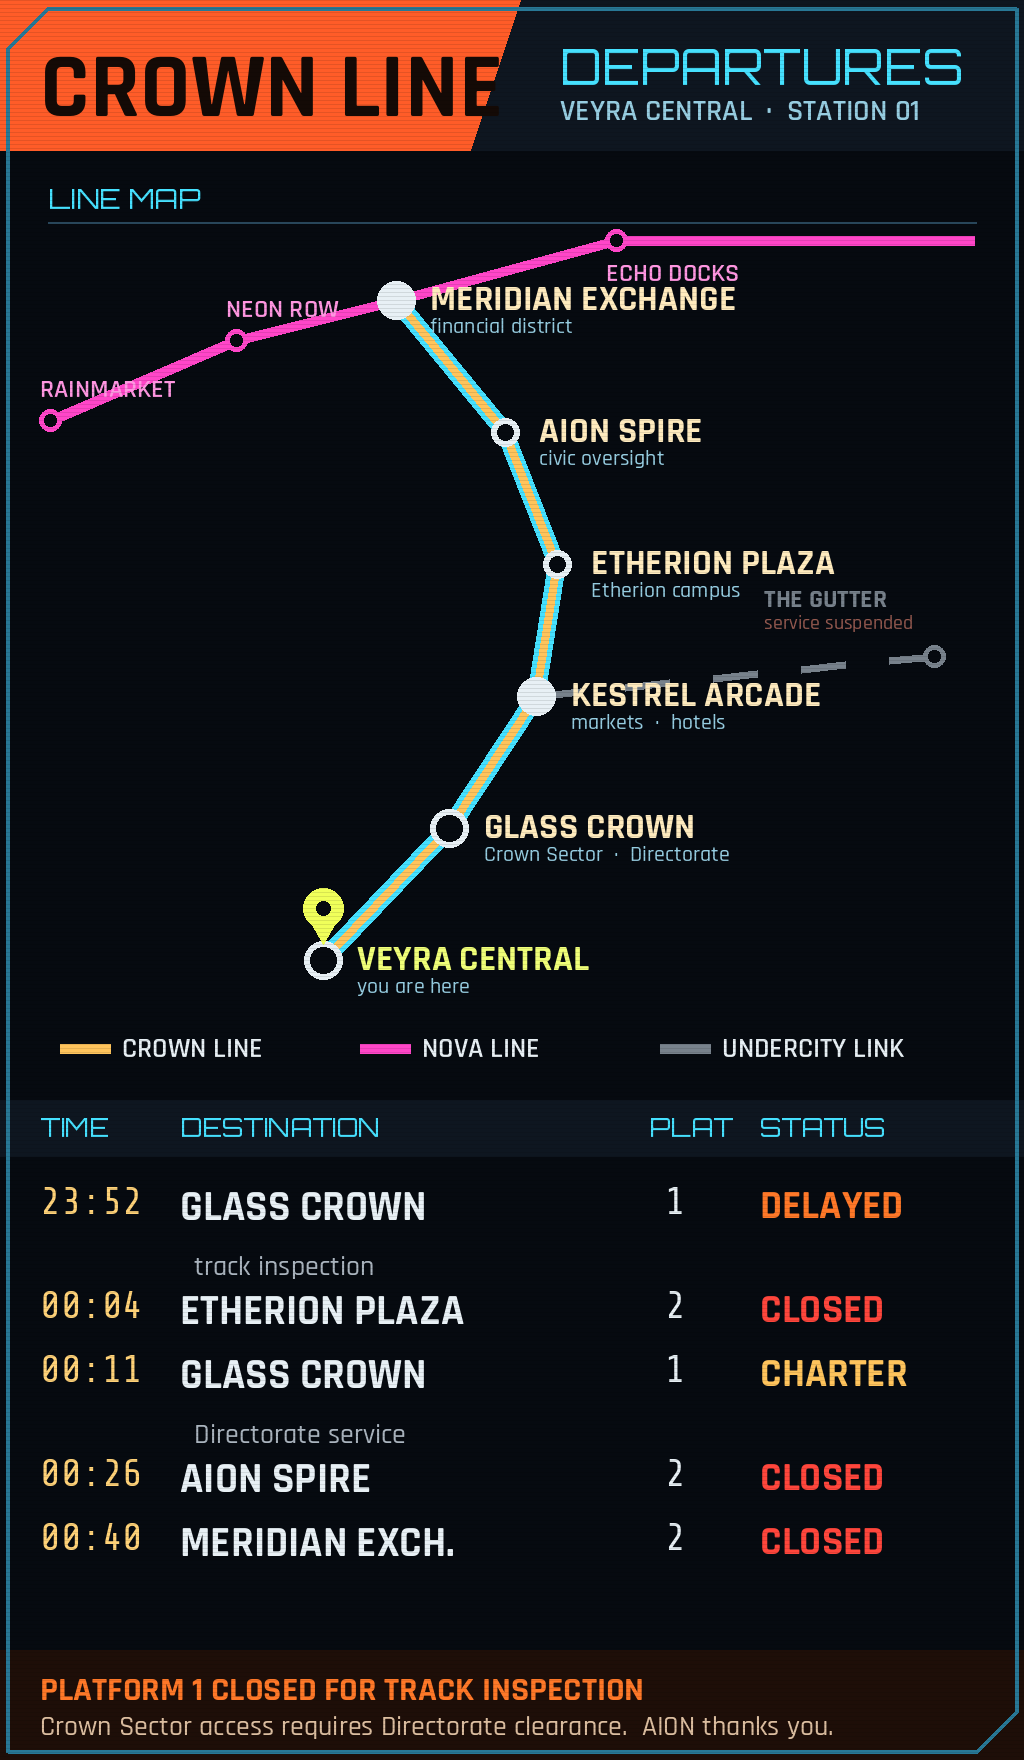 CROWN LINE
DEPARTURES
VEYRA CENTRAL · STATION 01
LINE MAP
ECHO DOCKS
MERIDIAN EXCHANGE
financial district
NEON ROW
RAINMARKET
AION SPIRE
civic oversight
ETHERION PLAZA
Etherion campus
THE GUTTER
service suspended
KESTREL ARCADE
markets · hotels
GLASS CROWN
Crown Sector · Directorate
VEYRA CENTRAL
you are here
CROWN LINE NOVA LINE UNDERCITY LINK
TIME DESTINATION PLAT STATUS
23:52 GLASS CROWN 1 DELAYED
track inspection
00:04 ETHERION PLAZA 2 CLOSED
00:11 GLASS CROWN 1 CHARTER
Directorate service
00:26 AION SPIRE 2 CLOSED
00:40 MERIDIAN EXCH. 2 CLOSED
PLATFORM 1 CLOSED FOR TRACK INSPECTION
Crown Sector access requires Directorate clearance. AION thanks you.